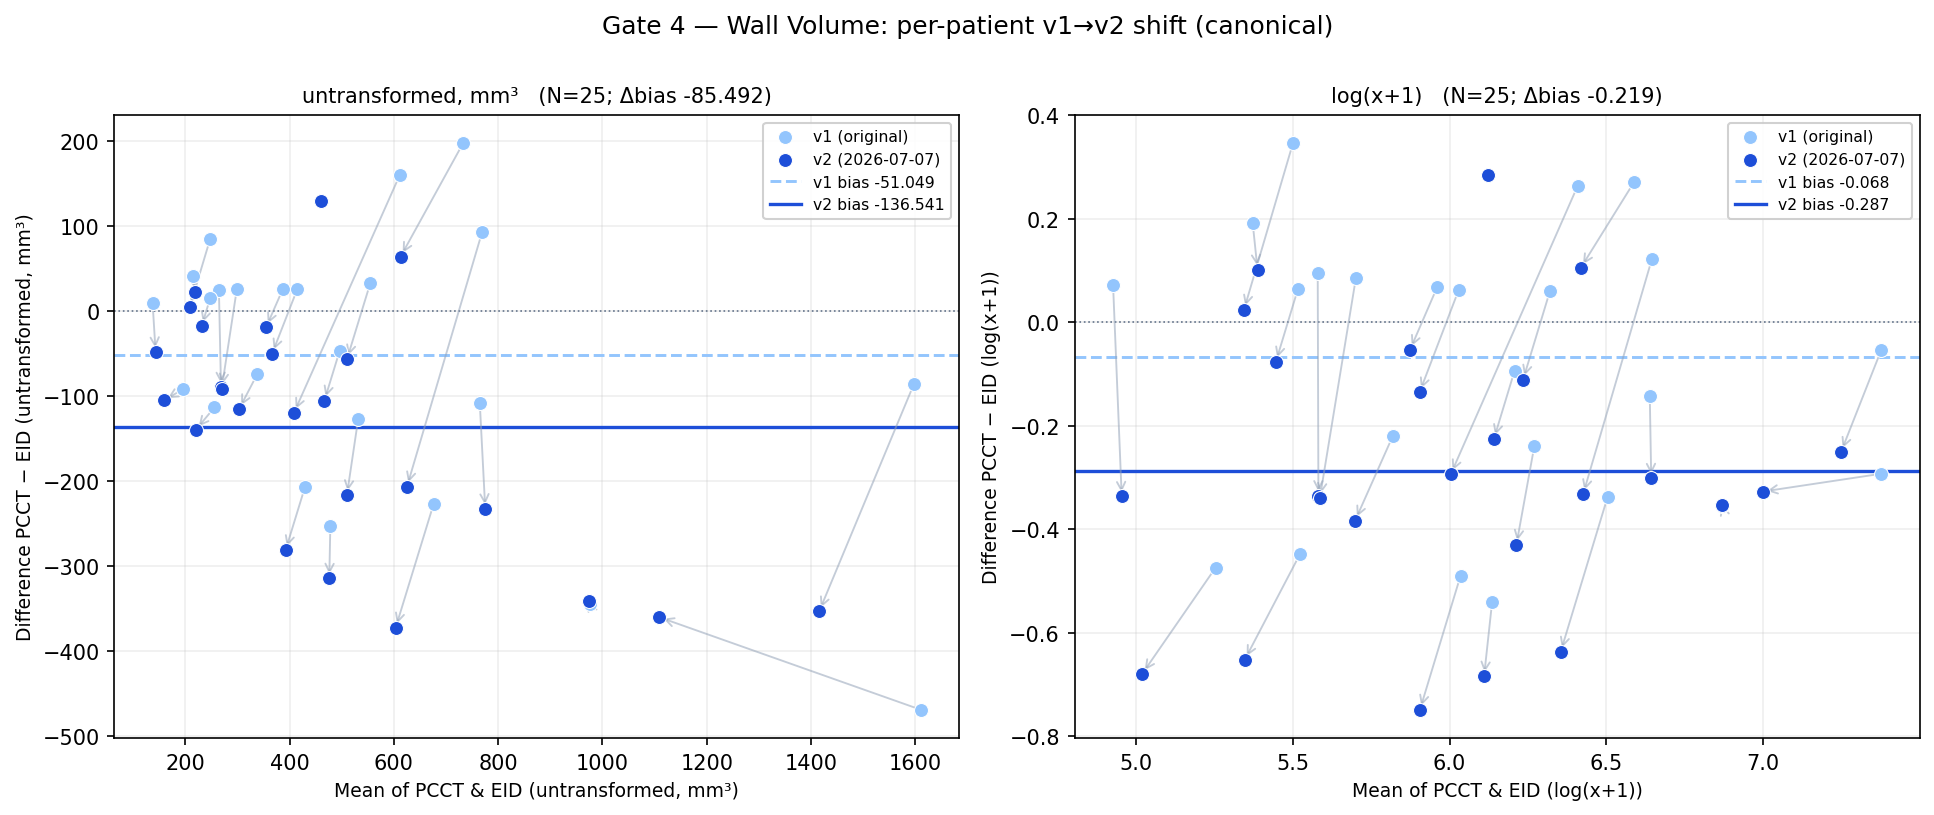 Gate 4 — Wall Volume: per-patient v1→v2 shift (canonical)
untransformed, mm³ (N=25; Δbias -85.492)
v1 (original)
v2 (2026-07-07)
v1 bias -51.049
v2 bias -136.541
Difference PCCT − EID (untransformed, mm³)
200
100
0
−100
−200
−300
−400
−500
200 400 600 800 1000 1200 1400 1600
Mean of PCCT & EID (untransformed, mm³)
log(x+1) (N=25; Δbias -0.219)
v1 (original)
v2 (2026-07-07)
v1 bias -0.068
v2 bias -0.287
Difference PCCT − EID (log(x+1))
0.4
0.2
0.0
−0.2
−0.4
−0.6
−0.8
5.0 5.5 6.0 6.5 7.0
Mean of PCCT & EID (log(x+1))